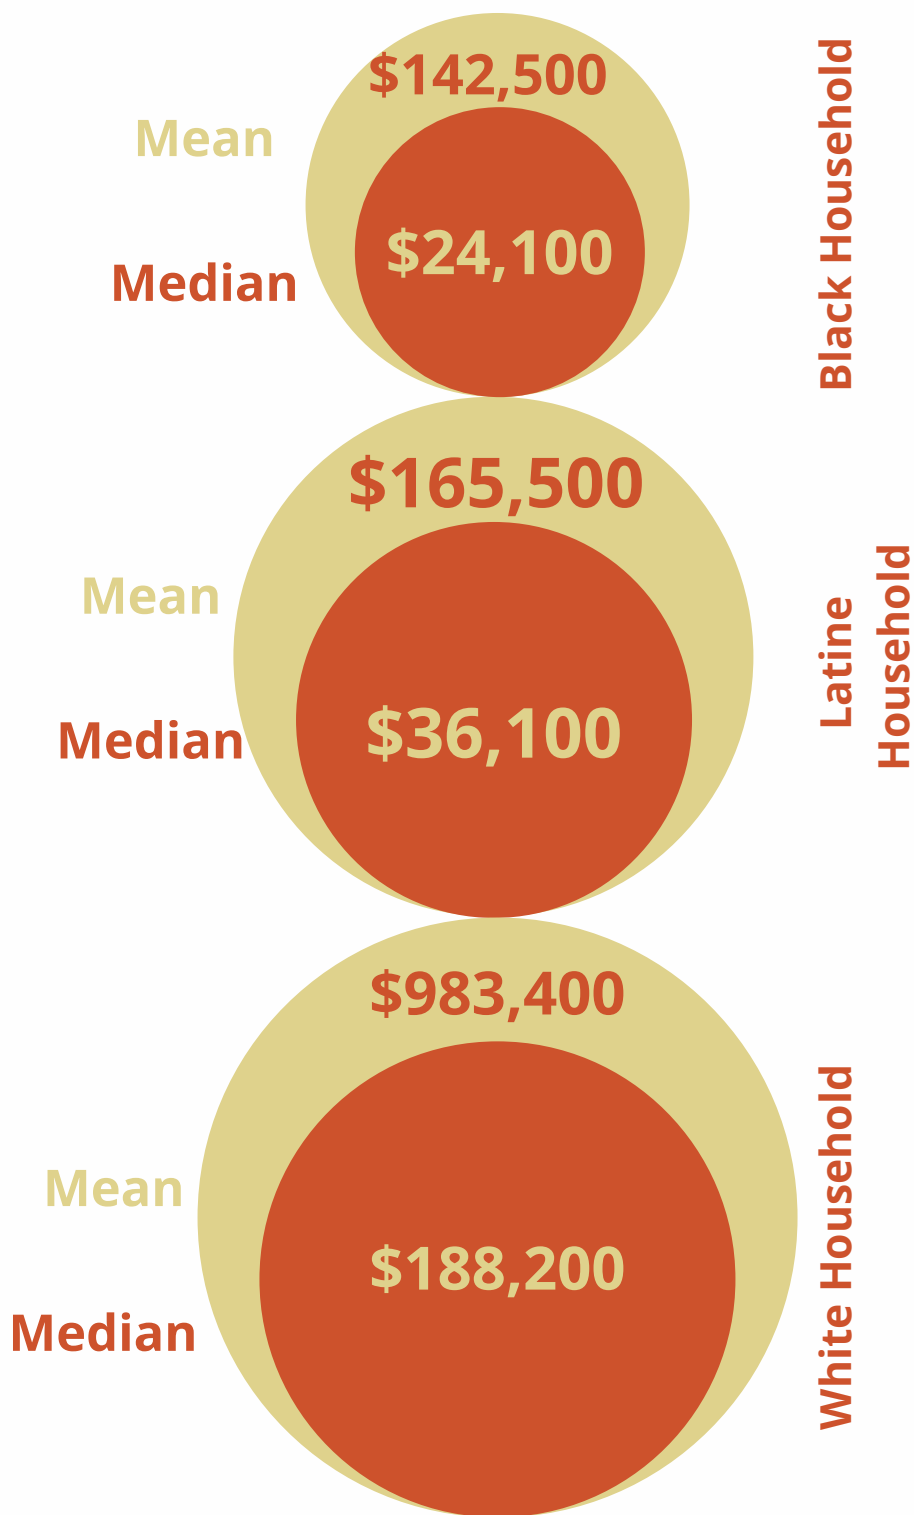 $142,500
Mean
$24,100
Median
Black Household
$165,500
Mean
$36,100
Median
Latine
Household
$983,400
Mean
$188,200
Median
White Household